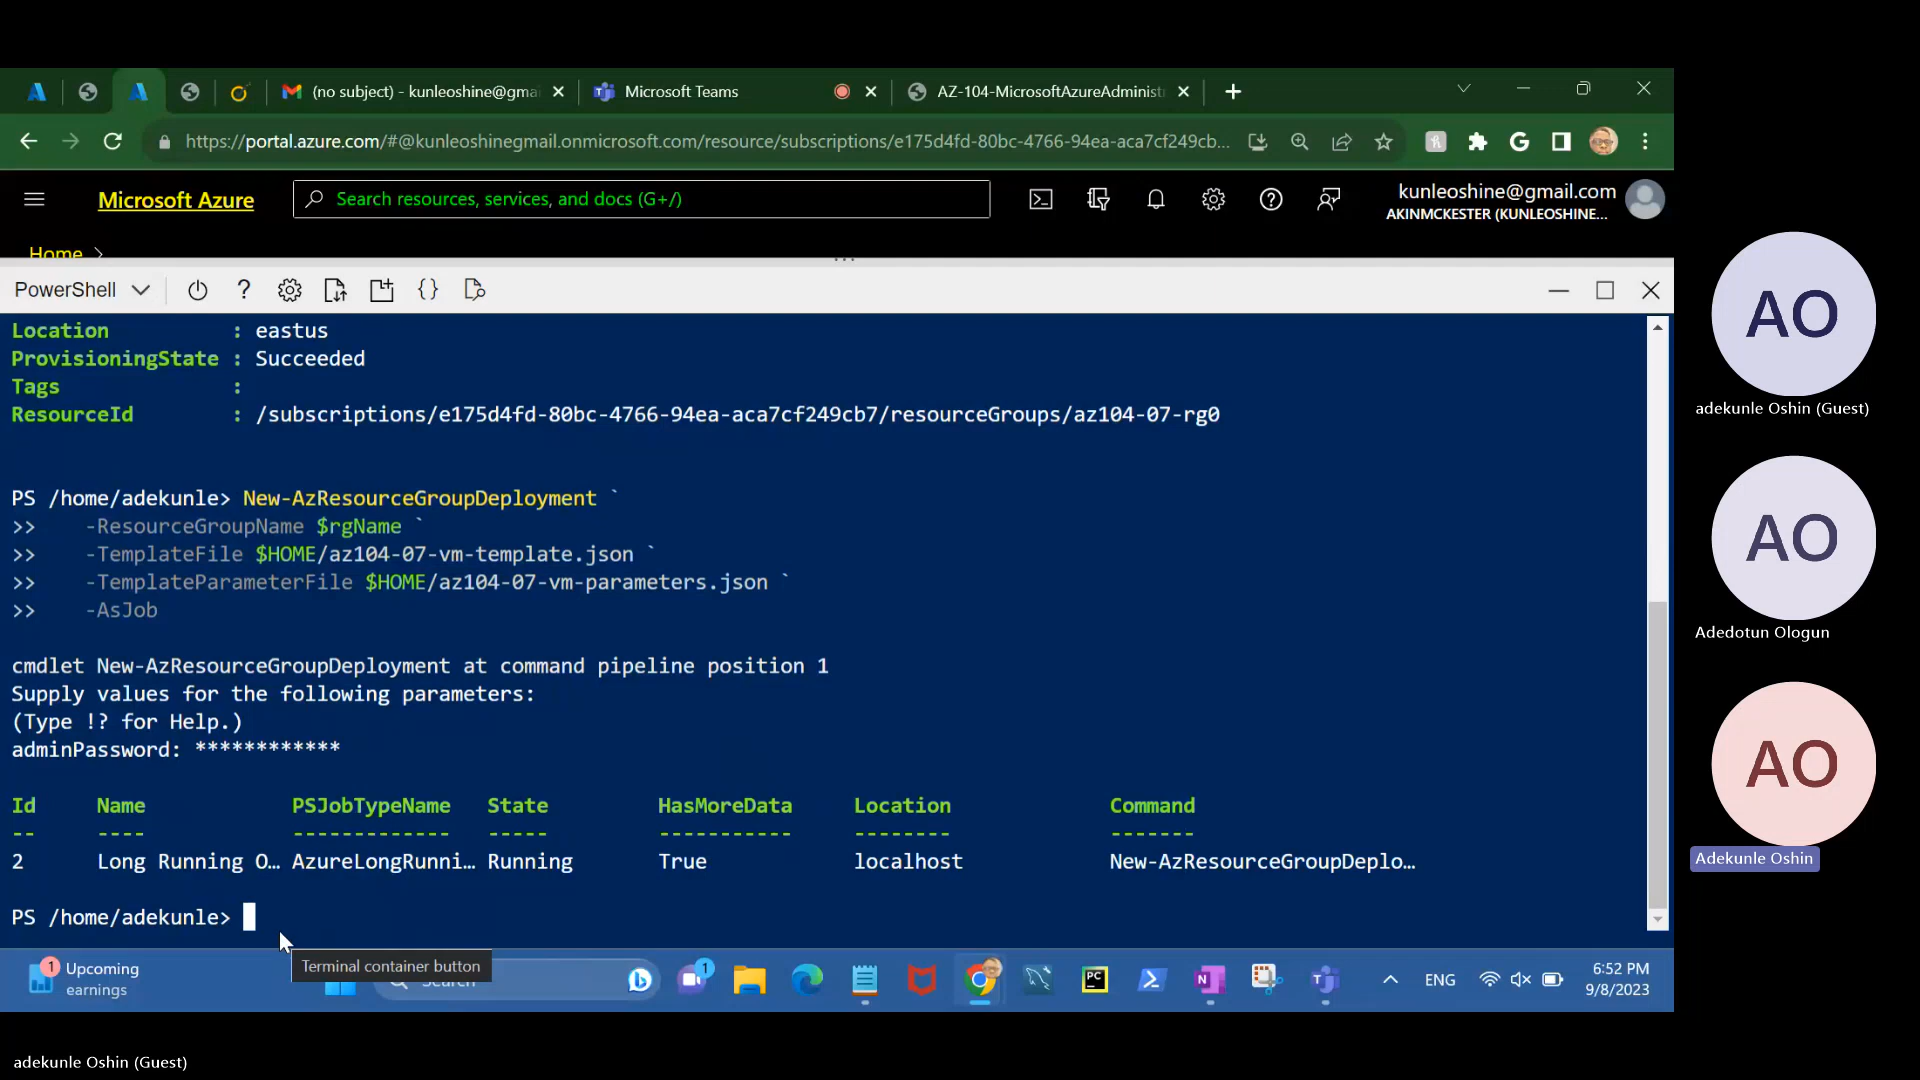 (no subject) - kunleoshine@gma
Microsoft Teams
AZ-104-MicrosoftAzureAdminist
https://portal.azure.com/#@kunleoshinegmail.onmicrosoft.com/resource/subscriptions/e175d4fd-80bc-4766-94ea-aca7cf249cb...
G
Microsoft Azure
Search resources, services, and docs (G+/)
kunleoshine@gmail.com
AKINMCKESTER (KUNLEOSHINE...
Home >
PowerShell
?
{}
Location : eastus
ProvisioningState : Succeeded
Tags :
ResourceId : /subscriptions/e175d4fd-80bc-4766-94ea-aca7cf249cb7/resourceGroups/az104-07-rg0
PS /home/adekunle> New-AzResourceGroupDeployment `
>> -ResourceGroupName $rgName `
>> -TemplateFile $HOME/az104-07-vm-template.json `
>> -TemplateParameterFile $HOME/az104-07-vm-parameters.json `
>> -AsJob
cmdlet New-AzResourceGroupDeployment at command pipeline position 1
Supply values for the following parameters:
(Type !? for Help.)
adminPassword: ************
Id Name PSJobTypeName State HasMoreData Location Command
-- ---- ------------- ----- ----------- -------- -------
2 Long Running O… AzureLongRunni… Running True localhost New-AzResourceGroupDeplo…
PS /home/adekunle>
Terminal container button
1
Upcoming
earnings
Search
1
PC
N
T
ENG
6:52 PM
9/8/2023
AO
adekunle Oshin (Guest)
AO
Adedotun Ologun
AO
Adekunle Oshin
adekunle Oshin (Guest)